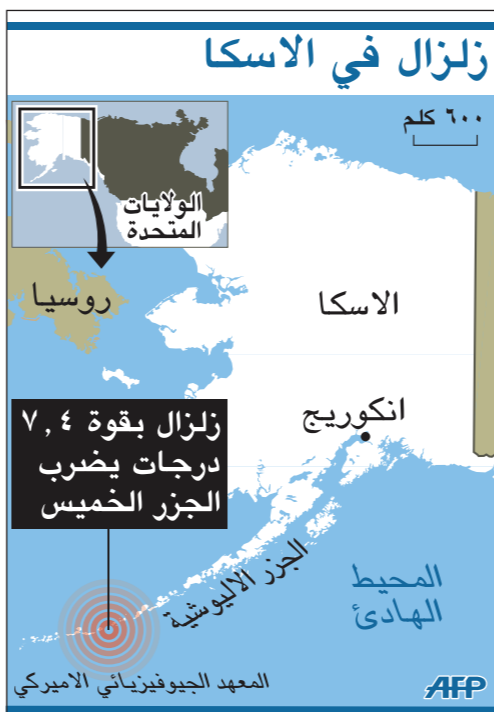 زلزال في الاسكا
٦٠٠ كلم
الولايات
المتحدة
روسيا
الاسكا
انكوريج
زلزال بقوة ٧,٤
درجات يضرب
الجزر الخميس
الجزر الاليوشية
المحيط
الهادئ
المعهد الجيوفيزيائي الاميركي
AFP